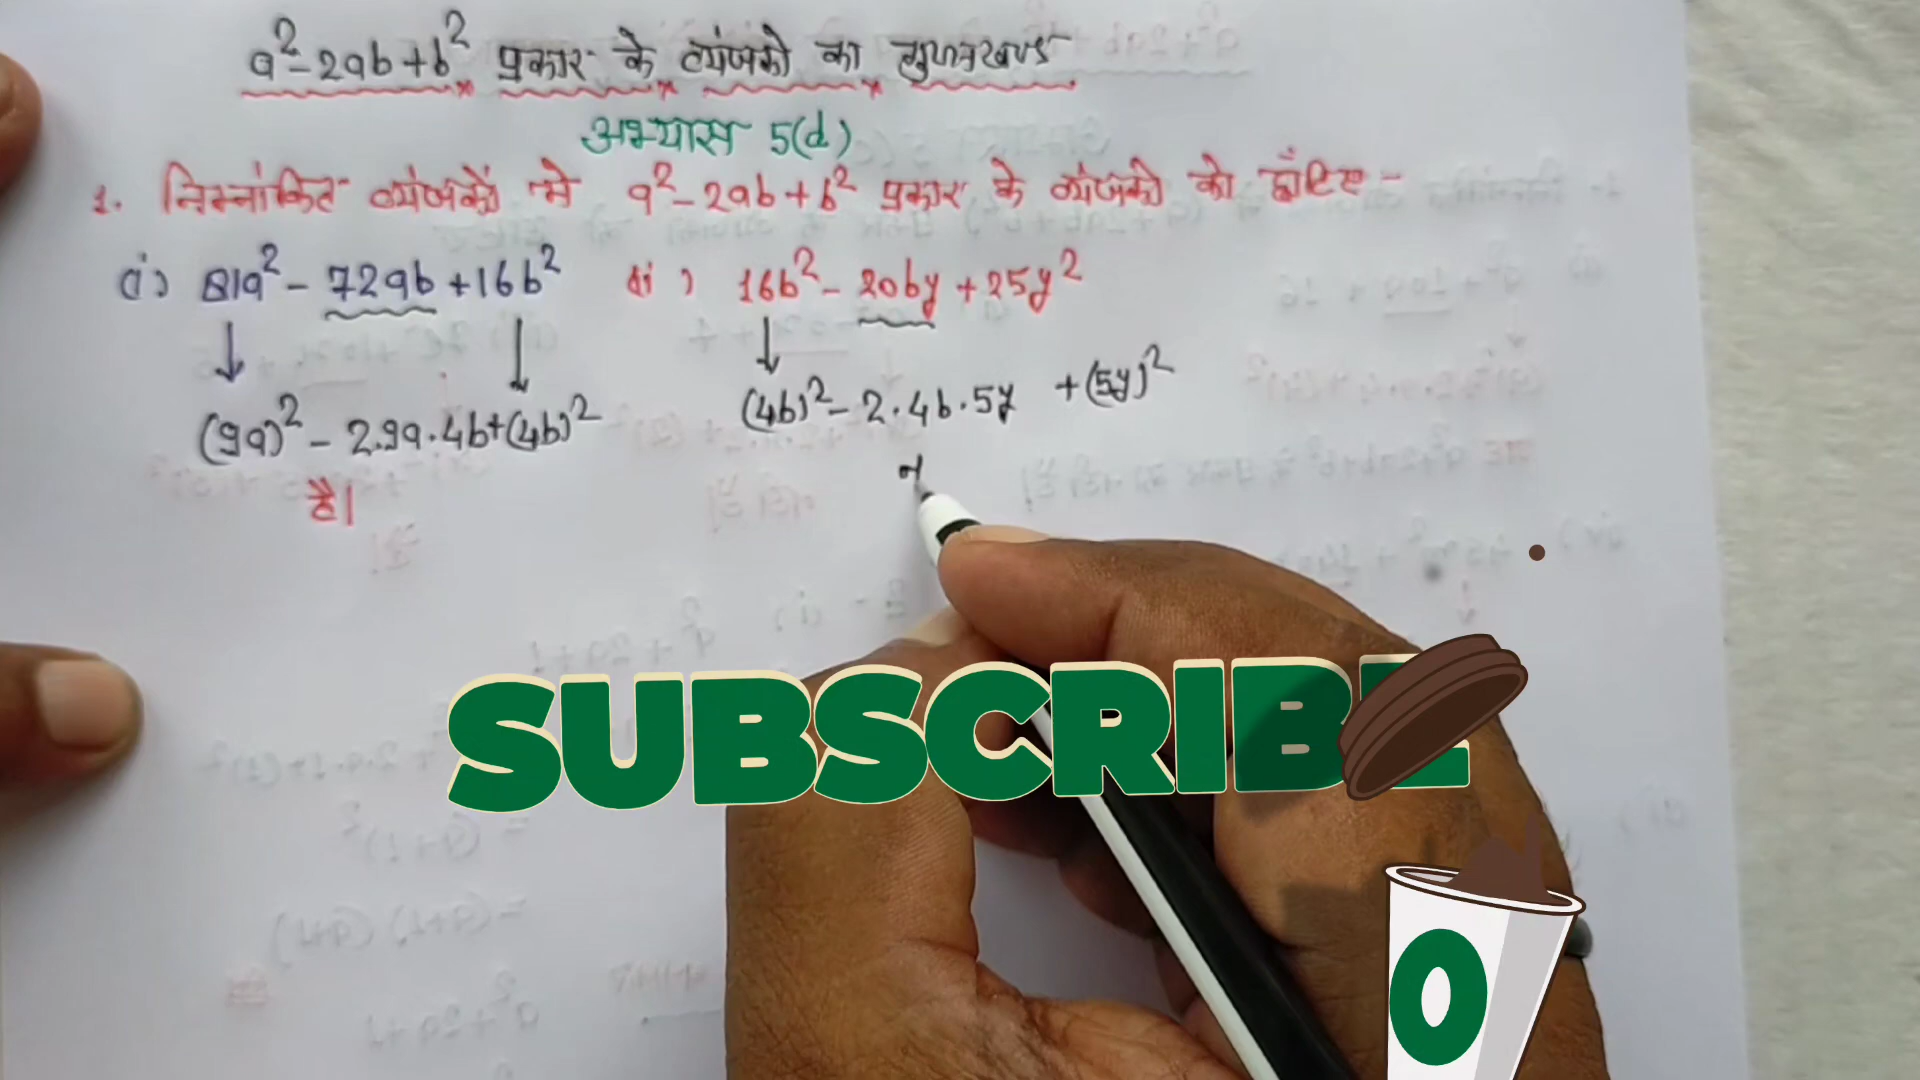 a²-2ab+b² प्रकार के व्यंजको का गुणनखण्ड
अभ्यास 5(d)
1. निम्नांकित व्यंजकों मे a²-2ab+b² प्रकार के व्यंजको को छाँटिए-
(i) 81a²-72ab+16b² (ii) 16b²-20by+25y²
(9a)²-2.9a.4b+(4b)² (4b)²-2.4b.5y +(5y)²
है। न
SUBSCRIBE